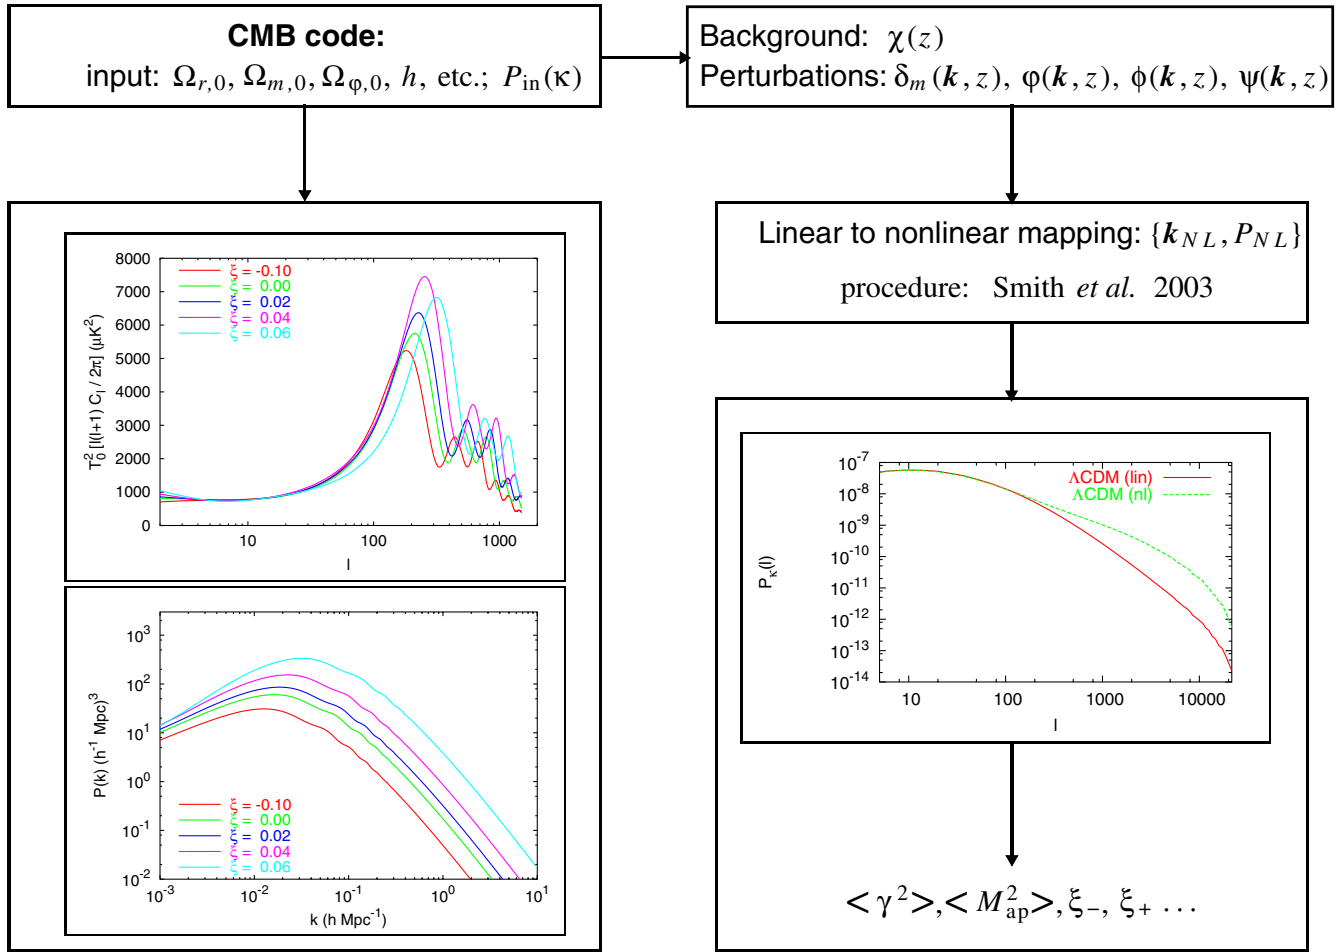 CMB code:
input: Ω_{r,0}, Ω_{m,0}, Ω_{φ,0}, h, etc.; P_in(κ)
Background: χ(z)
Perturbations: δ_m(k,z), φ(k,z), ϕ(k,z), ψ(k,z)
Linear to nonlinear mapping: {k_{NL}, P_{NL}}
procedure: Smith et al. 2003
T_0^2 [l(l+1) C_l / 2π] (μK^2)
8000
7000
6000
5000
4000
3000
2000
1000
0
ξ = -0.10
ξ = 0.00
ξ = 0.02
ξ = 0.04
ξ = 0.06
10 100 1000
l
P(k) (h^{-1} Mpc)^3
10^3
10^2
10^1
10^0
10^{-1}
10^{-2}
ξ = -0.10
ξ = 0.00
ξ = 0.02
ξ = 0.04
ξ = 0.06
10^{-3} 10^{-2} 10^{-1} 10^0 10^1
k (h Mpc^{-1})
P_κ(l)
10^{-7}
10^{-8}
10^{-9}
10^{-10}
10^{-11}
10^{-12}
10^{-13}
10^{-14}
ΛCDM (lin)
ΛCDM (nl)
10 100 1000 10000
l
<γ^2>, <M_{ap}^2>, ξ_-, ξ_+ ...